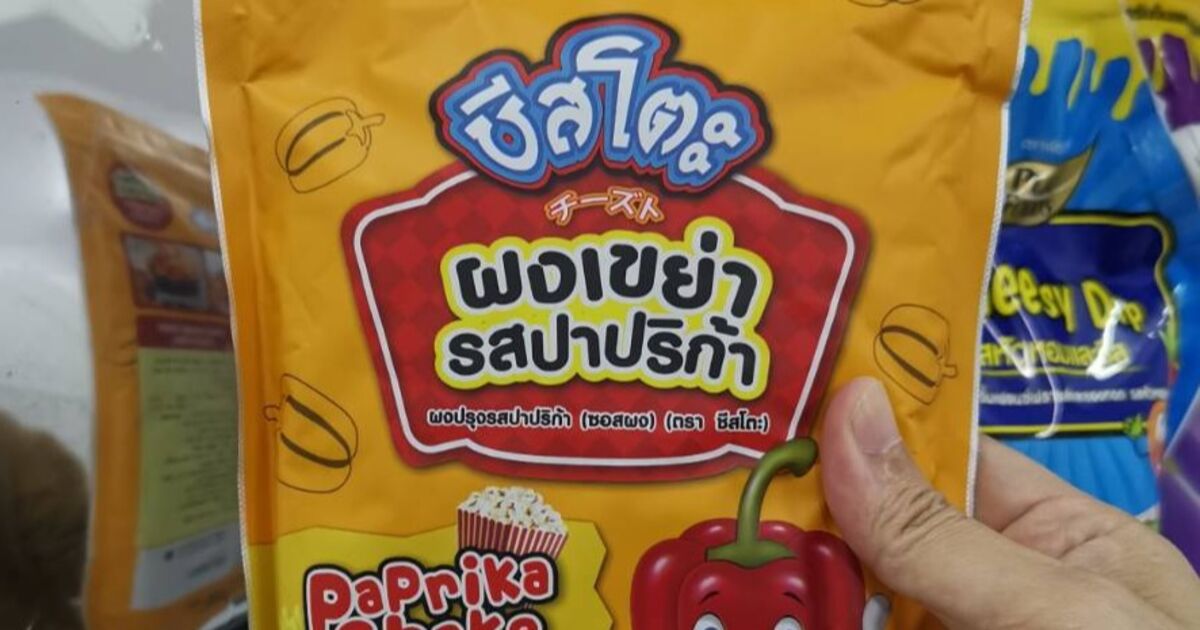 ชีสโตะ
チーズト
ผงเขย่า
รสปาปริก้า
ผงปรุงรสปาปริก้า (ซอสผง) (ตรา ชีสโตะ)
Paprika
Shake
eesy D